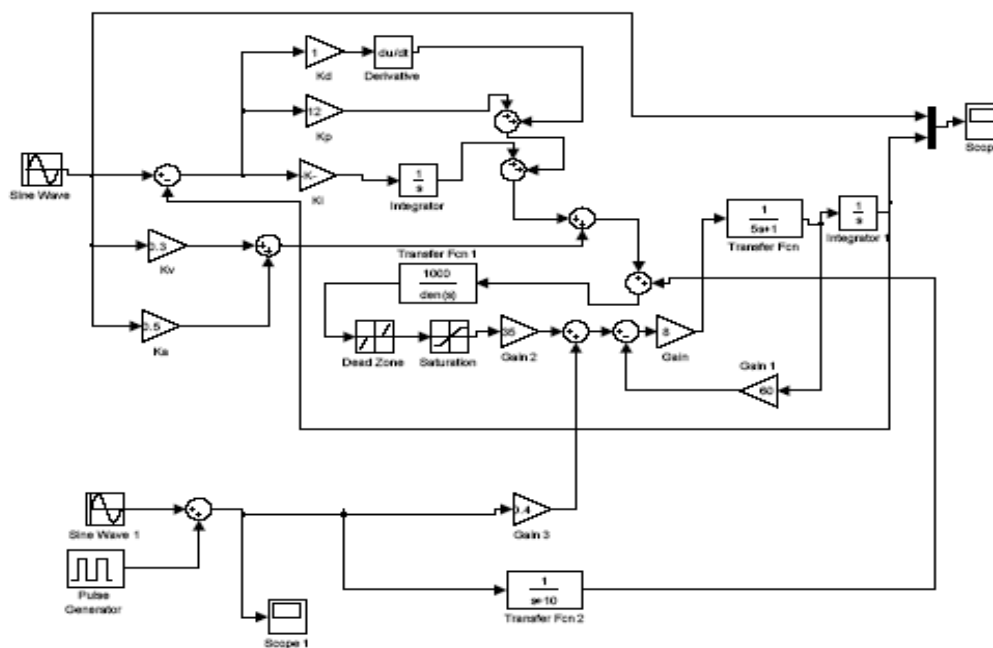 1
Kd
du/dt
Derivative
12
Kp
-K-
Ki
1
s
Integrator
Sine Wave
0.3
Kv
0.5
Ka
Transfer Fcn 1
1000
den(s)
Dead Zone
Saturation
35
Gain 2
8
Gain
1
5s+1
Transfer Fcn
1
s
Integrator 1
Scop
Gain 1
60
Sine Wave 1
Pulse
Generator
Scope 1
0.4
Gain 3
1
s+10
Transfer Fcn 2